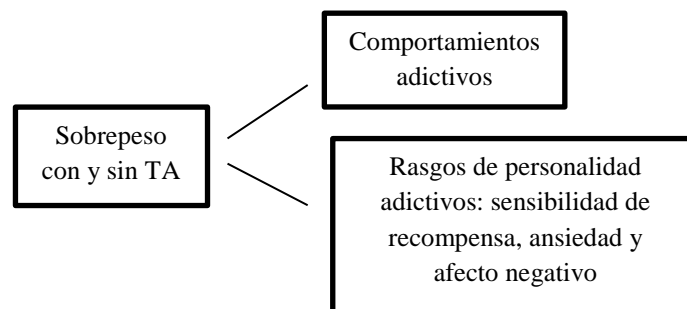 Comportamientos
adictivos
Sobrepeso
con y sin TA
Rasgos de personalidad
adictivos: sensibilidad de
recompensa, ansiedad y
afecto negativo